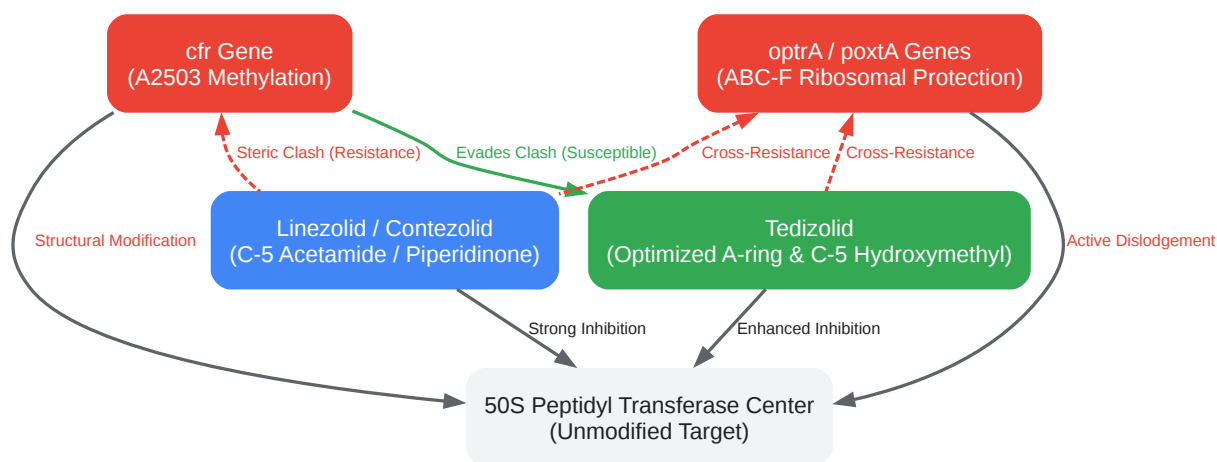 cfr Gene
(A2503 Methylation)
optrA / poxtA Genes
(ABC-F Ribosomal Protection)
Steric Clash (Resistance)
Evades Clash (Susceptible)
Cross-Resistance
Cross-Resistance
Structural Modification
Linezolid / Contezolid
(C-5 Acetamide / Piperidinone)
Tedizolid
(Optimized A-ring & C-5 Hydroxymethyl)
Active Dislodgement
Strong Inhibition
Enhanced Inhibition
50S Peptidyl Transferase Center
(Unmodified Target)